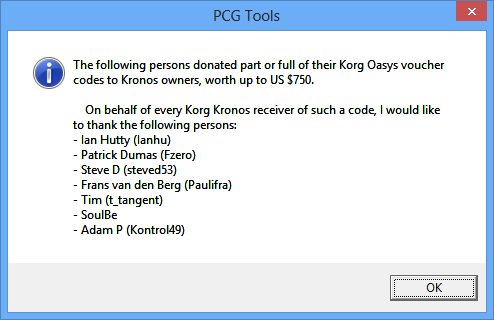 PCG Tools
The following persons donated part or full of their Korg Oasys voucher
codes to Kronos owners, worth up to US $750.
On behalf of every Korg Kronos receiver of such a code, I would like
to thank the following persons:
- Ian Hutty (Ianhu)
- Patrick Dumas (Fzero)
- Steve D (steved53)
- Frans van den Berg (Paulifra)
- Tim (t_tangent)
- SoulBe
- Adam P (Kontrol49)
OK